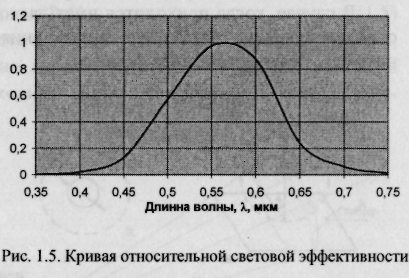 1,2
1
0,8
0,6
0,4
0,2
0
0,35 0,4 0,45 0,5 0,55 0,6 0,65 0,7 0,75
Длинна волны, λ, мкм
Рис. 1.5. Кривая относительной световой эффективности